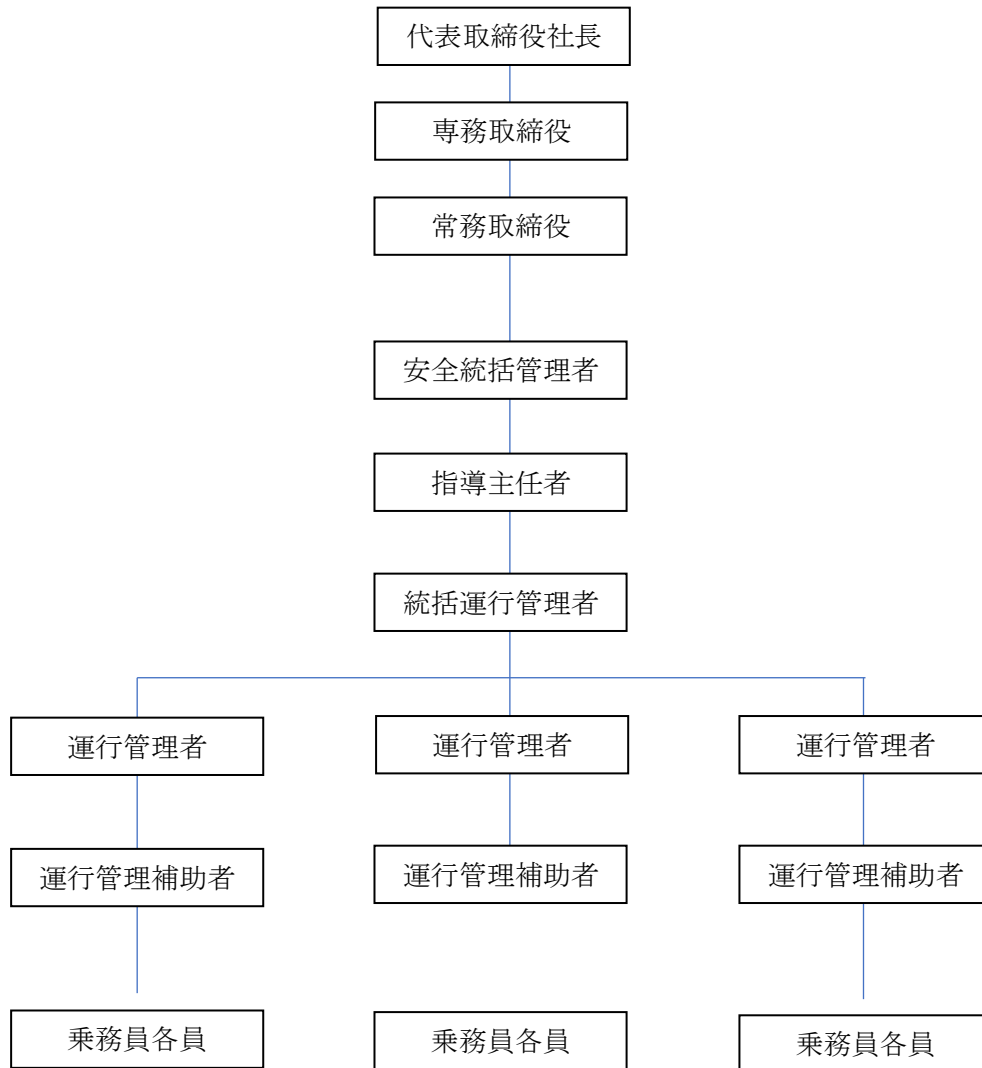 代表取締役社長
専務取締役
常務取締役
安全統括管理者
指導主任者
統括運行管理者
運行管理者
運行管理者
運行管理者
運行管理補助者
運行管理補助者
運行管理補助者
乗務員各員
乗務員各員
乗務員各員